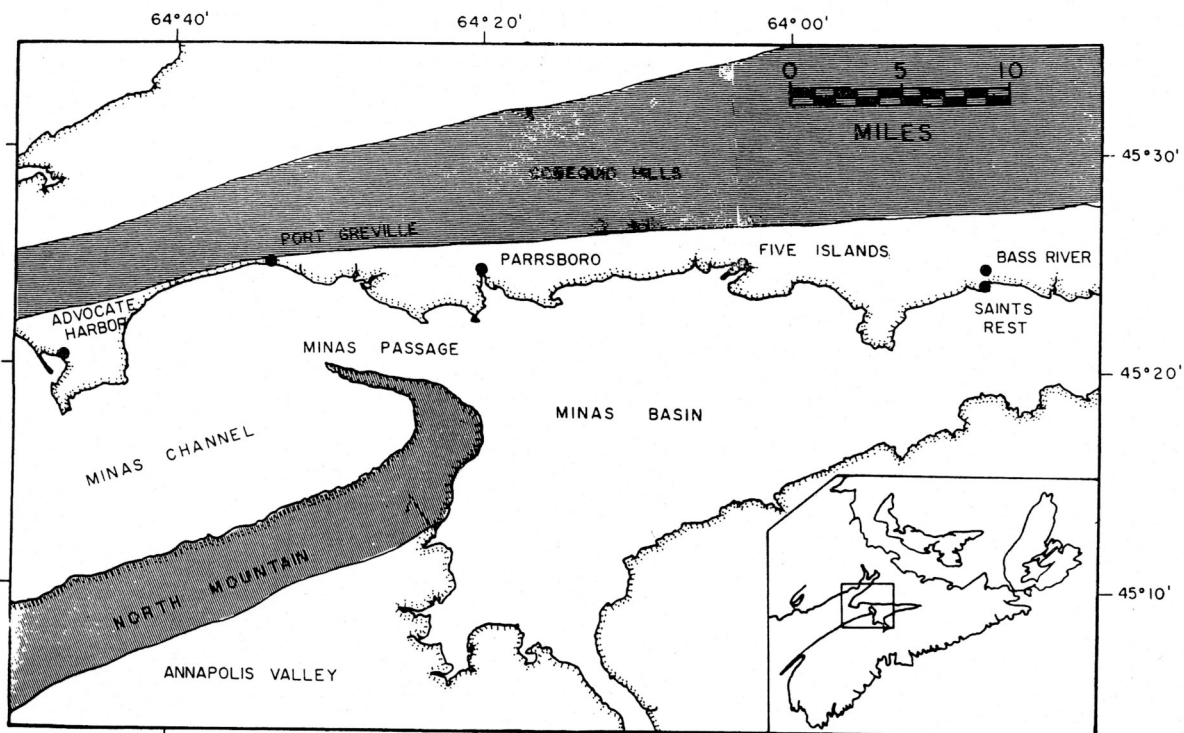 64°40'
64°20'
64°00'
0 5 10
MILES
45°30'
COBEQUID HILLS
PORT GREVILLE
PARRSBORO
FIVE ISLANDS
BASS RIVER
SAINTS
REST
ADVOCATE
HARBOR
MINAS PASSAGE
45°20'
MINAS BASIN
MINAS CHANNEL
NORTH MOUNTAIN
45°10'
ANNAPOLIS VALLEY